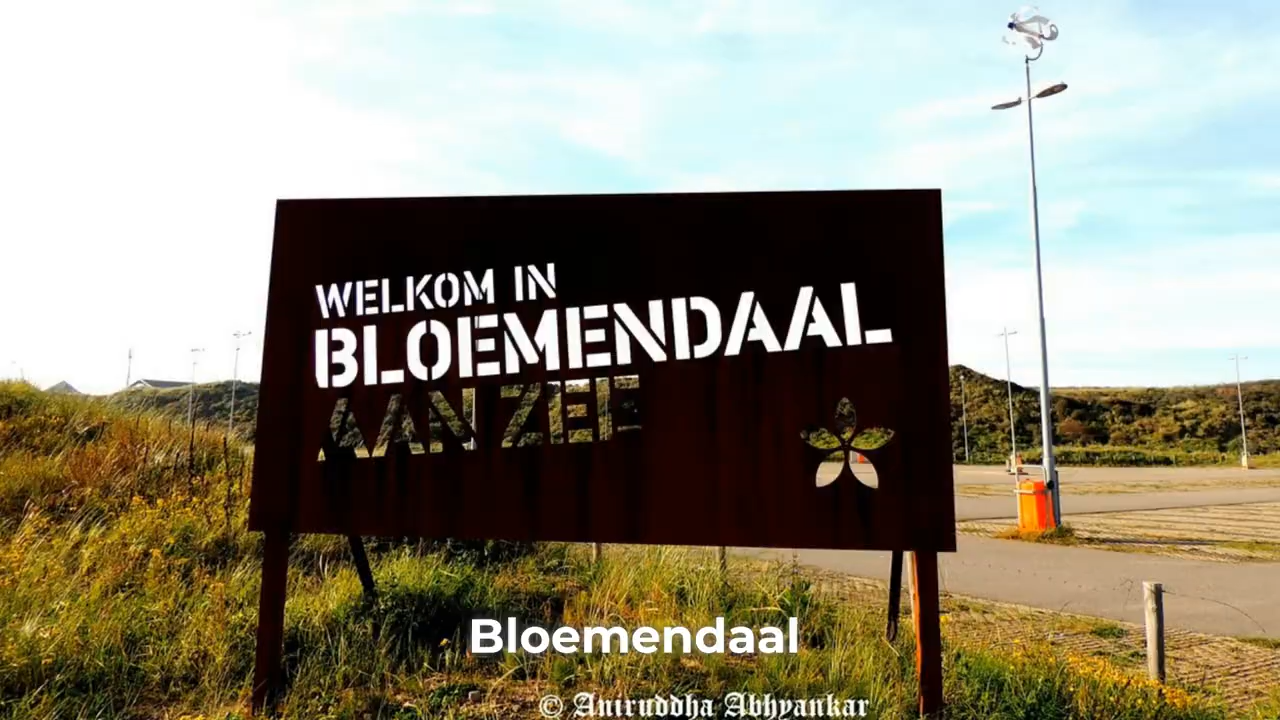 WELKOM IN
BLOEMENDAAL
AAN ZEE
Bloemendaal
© Aniruddha Abhyankar